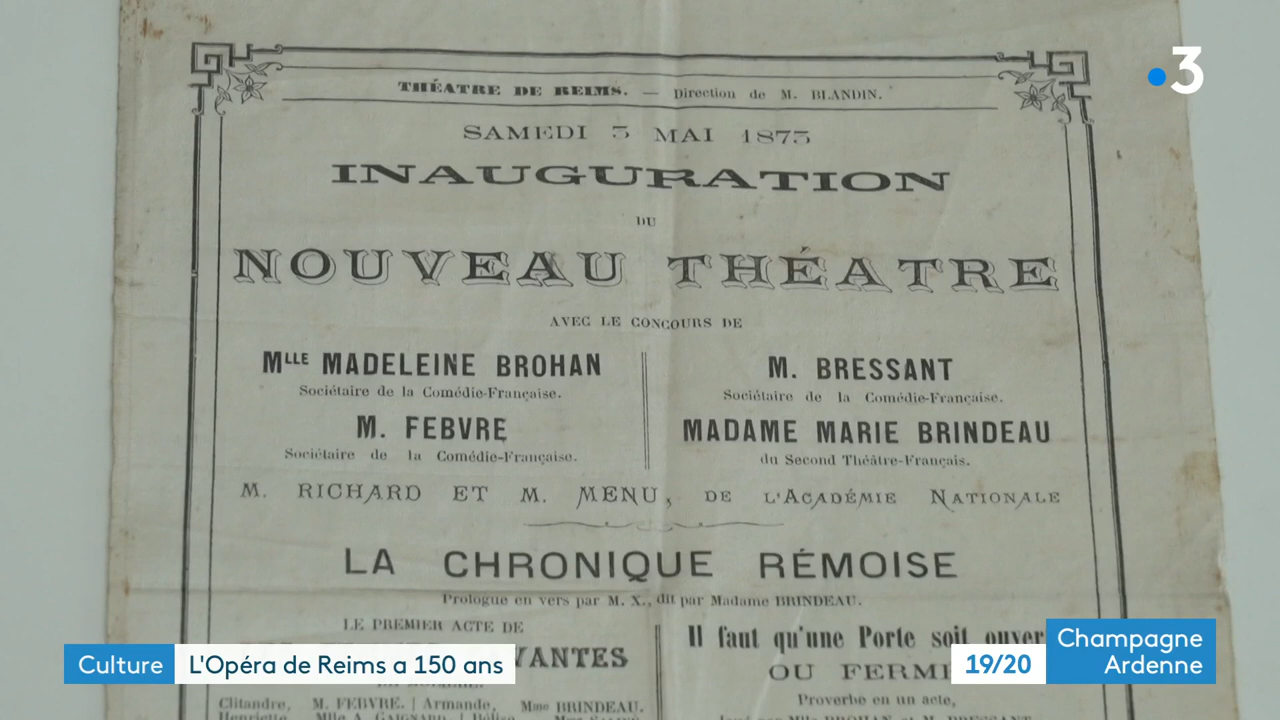 3
THÉATRE DE REIMS. — Direction de M. BLANDIN.
SAMEDI 3 MAI 1873
INAUGURATION
DU
NOUVEAU THÉATRE
AVEC LE CONCOURS DE
MLLE MADELEINE BROHAN
Sociétaire de la Comédie-Française.
M. FEBVRE
Sociétaire de la Comédie-Française.
M. BRESSANT
Sociétaire de la Comédie-Française.
MADAME MARIE BRINDEAU
du Second Théâtre-Français.
M. RICHARD ET M. MENU, DE L'ACADÉMIE NATIONALE
LA CHRONIQUE RÉMOISE
Prologue en vers par M. X., dit par Madame BRINDEAU.
LE PREMIER ACTE DE
VANTES
Clitandre, M. FEBVRE. | Armande, Mme BRINDEAU.
Il faut qu'une Porte soit ouver
OU FERM
Proverbe en un acte,
Culture
L'Opéra de Reims a 150 ans
19/20
Champagne
Ardenne